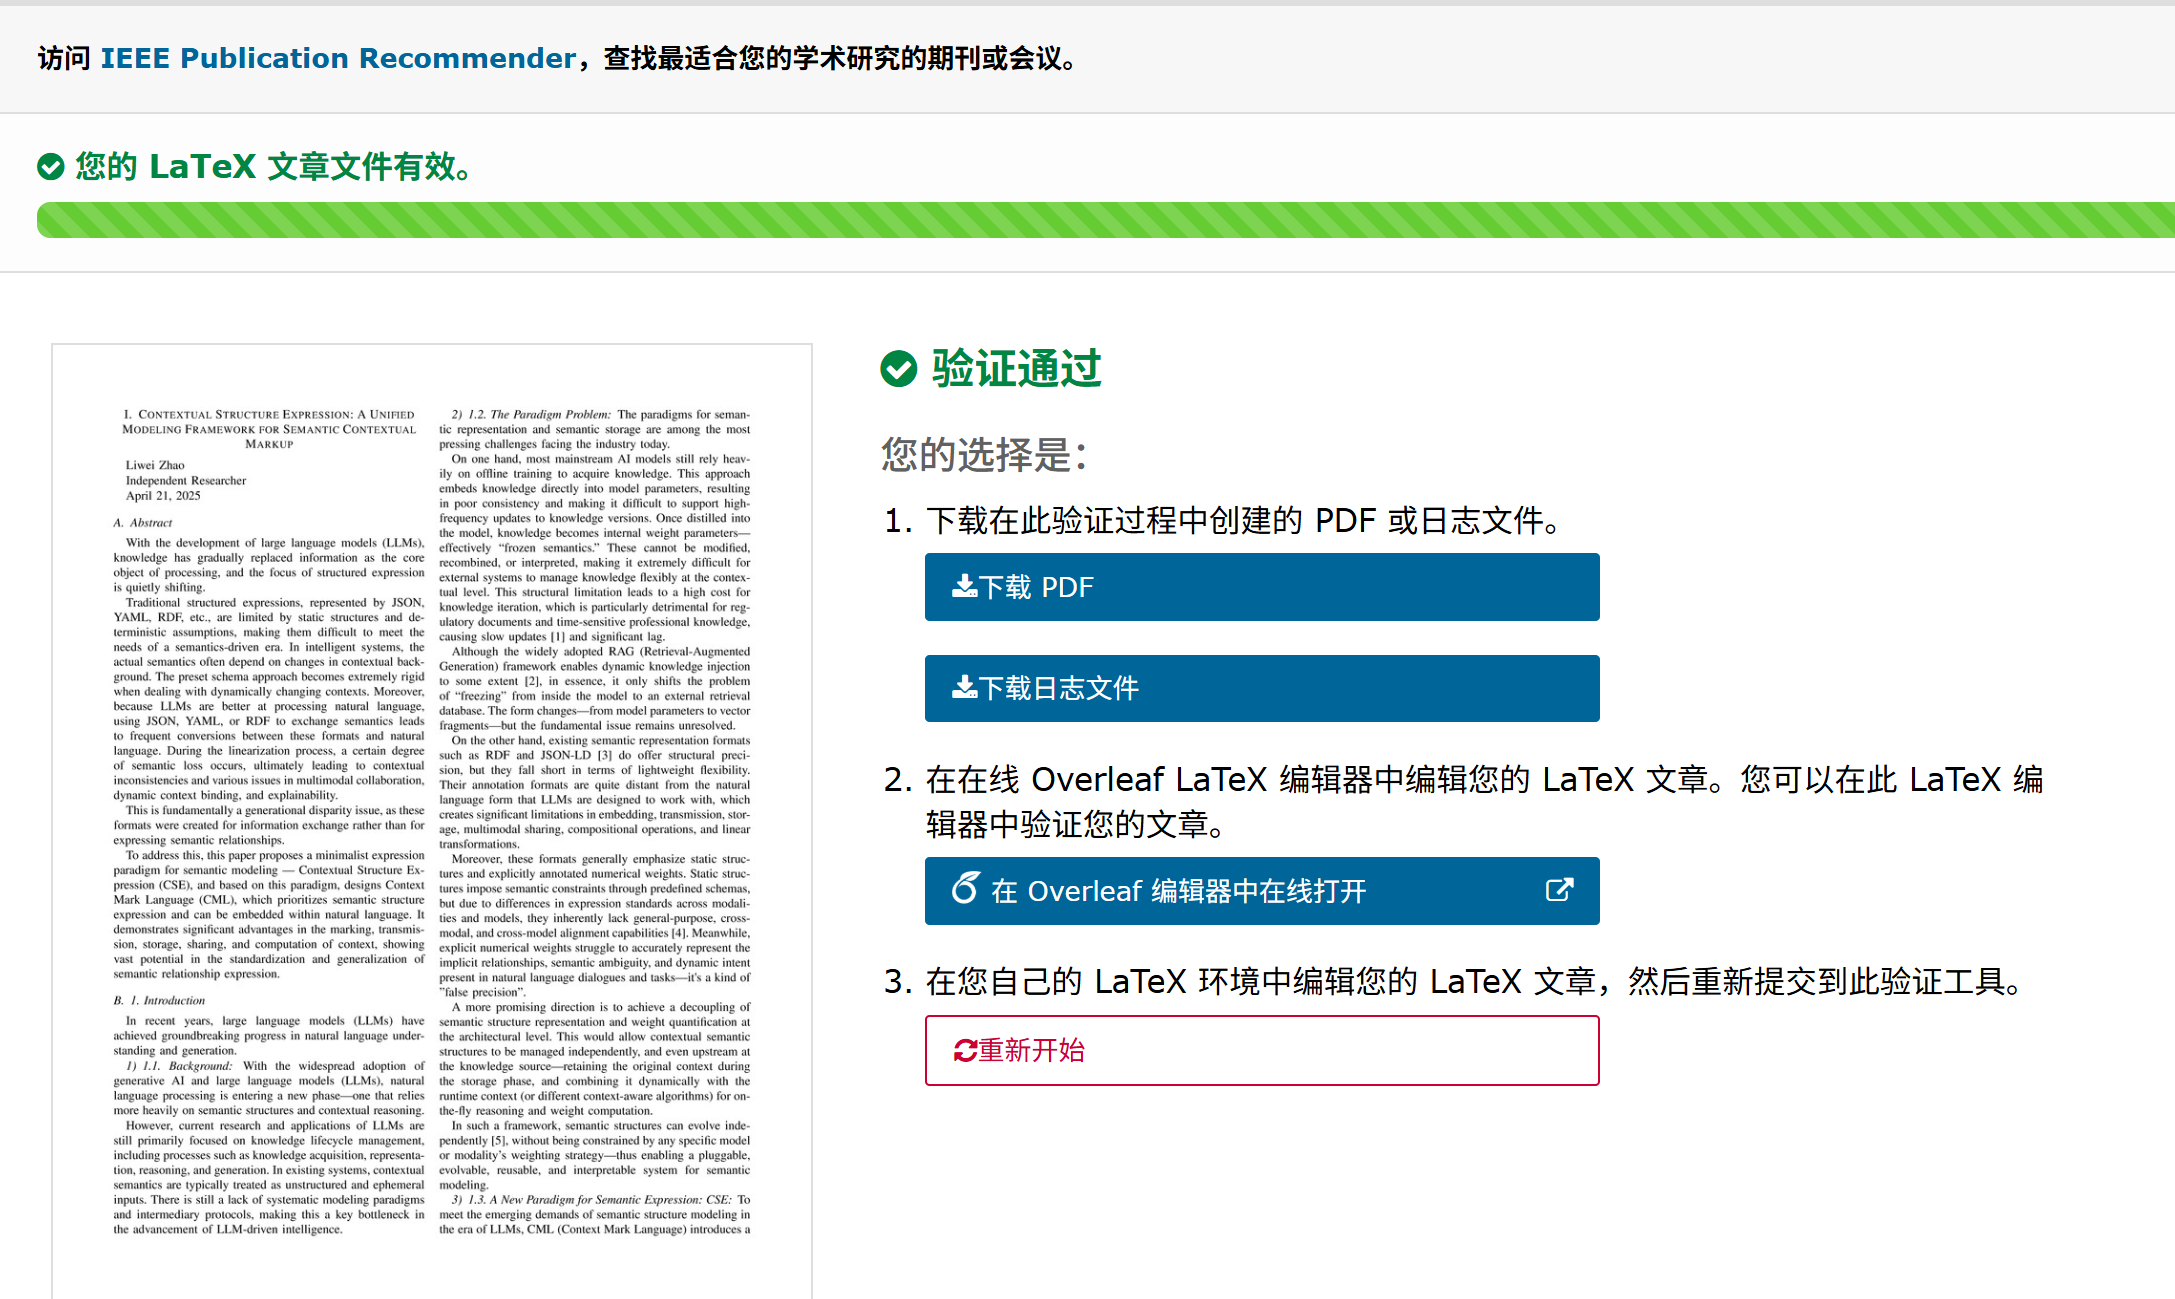 访问 IEEE Publication Recommender，查找最适合您的学术研究的期刊或会议。
您的 LaTeX 文章文件有效。
I. Contextual Structure Expression: A Unified
Modeling Framework for Semantic Contextual
Markup
Liwei Zhao
Independent Researcher
April 21, 2025
A. Abstract
With the development of large language models (LLMs),
knowledge has gradually replaced information as the core
object of processing, and the focus of structured expression
is quietly shifting.
Traditional structured expressions, represented by JSON,
YAML, RDF, etc., are limited by static structures and de-
terministic assumptions, making them difficult to meet the
needs of a semantics-driven era. In intelligent systems, the
actual semantics often depend on changes in contextual back-
ground. The preset schema approach becomes extremely rigid
when dealing with dynamically changing contexts. Moreover,
because LLMs are better at processing natural language,
using JSON, YAML, or RDF to exchange semantics leads
to frequent conversions between these formats and natural
language. During the linearization process, a certain degree
of semantic loss occurs, ultimately leading to contextual
inconsistencies and various issues in multimodal collaboration,
dynamic context binding, and explainability.
This is fundamentally a generational disparity issue, as these
formats were created for information exchange rather than for
expressing semantic relationships.
To address this, this paper proposes a minimalist expression
paradigm for semantic modeling — Contextual Structure Ex-
pression (CSE), and based on this paradigm, designs Context
Mark Language (CML), which prioritizes semantic structure
expression and can be embedded within natural language. It
demonstrates significant advantages in the marking, transmis-
sion, storage, sharing, and computation of context, showing
vast potential in the standardization and generalization of
semantic relationship expression.
B. 1. Introduction
In recent years, large language models (LLMs) have
achieved groundbreaking progress in natural language under-
standing and generation.
1) 1.1. Background: With the widespread adoption of
generative AI and large language models (LLMs), natural
language processing is entering a new phase—one that relies
more heavily on semantic structures and contextual reasoning.
However, current research and applications of LLMs are
still primarily focused on knowledge lifecycle management,
including processes such as knowledge acquisition, representa-
tion, reasoning, and generation. In existing systems, contextual
semantics are typically treated as unstructured and ephemeral
inputs. There is still a lack of systematic modeling paradigms
and intermediary protocols, making this a key bottleneck in
the advancement of LLM-driven intelligence.
2) 1.2. The Paradigm Problem: The paradigms for seman-
tic representation and semantic storage are among the most
pressing challenges facing the industry today.
On one hand, most mainstream AI models still rely heav-
ily on offline training to acquire knowledge. This approach
embeds knowledge directly into model parameters, resulting
in poor consistency and making it difficult to support high-
frequency updates to knowledge versions. Once distilled into
the model, knowledge becomes internal weight parameters—
effectively “frozen semantics.” These cannot be modified,
recombined, or interpreted, making it extremely difficult for
external systems to manage knowledge flexibly at the contex-
tual level. This structural limitation leads to a high cost for
knowledge iteration, which is particularly detrimental for reg-
ulatory documents and time-sensitive professional knowledge,
causing slow updates [1] and significant lag.
Although the widely adopted RAG (Retrieval-Augmented
Generation) framework enables dynamic knowledge injection
to some extent [2], in essence, it only shifts the problem
of “freezing” from inside the model to an external retrieval
database. The form changes—from model parameters to vector
fragments—but the fundamental issue remains unresolved.
On the other hand, existing semantic representation formats
such as RDF and JSON-LD [3] do offer structural preci-
sion, but they fall short in terms of lightweight flexibility.
Their annotation formats are quite distant from the natural
language form that LLMs are designed to work with, which
creates significant limitations in embedding, transmission, stor-
age, multimodal sharing, compositional operations, and linear
transformations.
Moreover, these formats generally emphasize static struc-
tures and explicitly annotated numerical weights. Static struc-
tures impose semantic constraints through predefined schemas,
but due to differences in expression standards across modali-
ties and models, they inherently lack general-purpose, cross-
modal, and cross-model alignment capabilities [4]. Meanwhile,
explicit numerical weights struggle to accurately represent the
implicit relationships, semantic ambiguity, and dynamic intent
present in natural language dialogues and tasks—it's a kind of
”false precision”.
A more promising direction is to achieve a decoupling of
semantic structure representation and weight quantification at
the architectural level. This would allow contextual semantic
structures to be managed independently, and even upstream at
the knowledge source—retaining the original context during
the storage phase, and combining it dynamically with the
runtime context (or different context-aware algorithms) for on-
the-fly reasoning and weight computation.
In such a framework, semantic structures can evolve inde-
pendently [5], without being constrained by any specific model
or modality’s weighting strategy—thus enabling a pluggable,
evolvable, reusable, and interpretable system for semantic
modeling.
3) 1.3. A New Paradigm for Semantic Expression: CSE: To
meet the emerging demands of semantic structure modeling in
the era of LLMs, CML (Context Mark Language) introduces a
验证通过
您的选择是：
1. 下载在此验证过程中创建的 PDF 或日志文件。
下载 PDF
下载日志文件
2. 在在线 Overleaf LaTeX 编辑器中编辑您的 LaTeX 文章。您可以在此 LaTeX 编
辑器中验证您的文章。
在 Overleaf 编辑器中在线打开
3. 在您自己的 LaTeX 环境中编辑您的 LaTeX 文章，然后重新提交到此验证工具。
重新开始